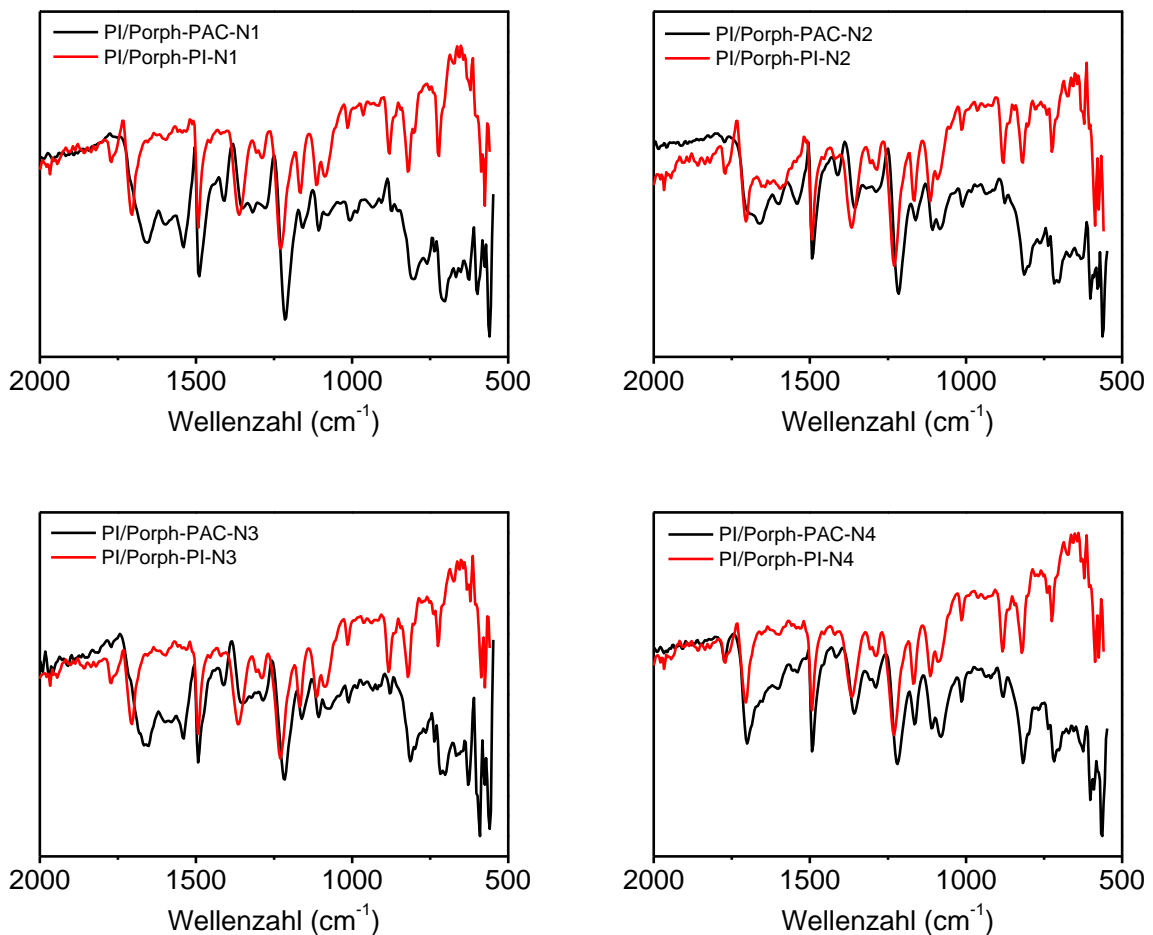 PI/Porph-PAC-N1
PI/Porph-PI-N1
2000 1500 1000 500
Wellenzahl (cm⁻¹)
PI/Porph-PAC-N2
PI/Porph-PI-N2
2000 1500 1000 500
Wellenzahl (cm⁻¹)
PI/Porph-PAC-N3
PI/Porph-PI-N3
2000 1500 1000 500
Wellenzahl (cm⁻¹)
PI/Porph-PAC-N4
PI/Porph-PI-N4
2000 1500 1000 500
Wellenzahl (cm⁻¹)